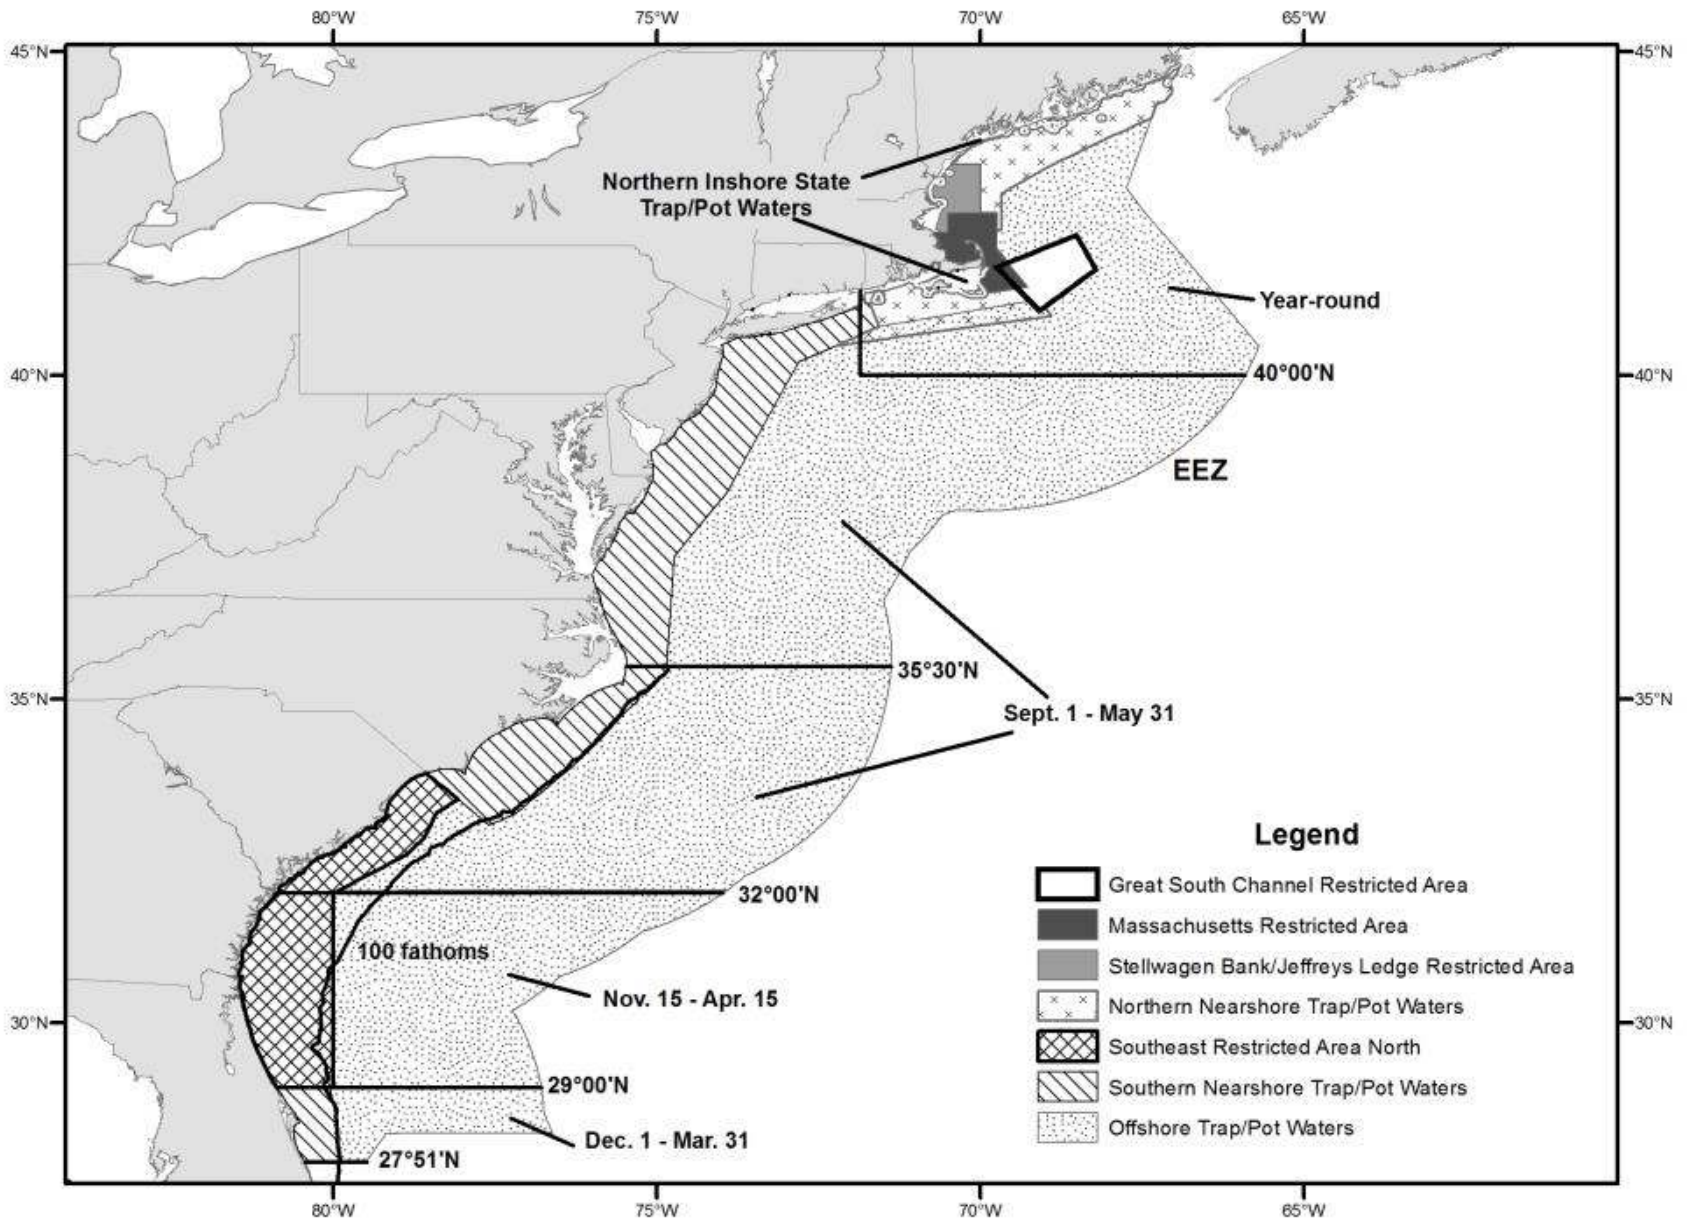 80°W 75°W 70°W 65°W
45°N 45°N
Northern Inshore State
Trap/Pot Waters
Year-round
40°N 40°00'N 40°N
EEZ
35°30'N
35°N 35°N
Sept. 1 - May 31
Legend
Great South Channel Restricted Area
32°00'N
Massachusetts Restricted Area
100 fathoms
Stellwagen Bank/Jeffreys Ledge Restricted Area
Nov. 15 - Apr. 15
Northern Nearshore Trap/Pot Waters
30°N 30°N
Southeast Restricted Area North
29°00'N
Southern Nearshore Trap/Pot Waters
Offshore Trap/Pot Waters
Dec. 1 - Mar. 31
27°51'N
80°W 75°W 70°W 65°W